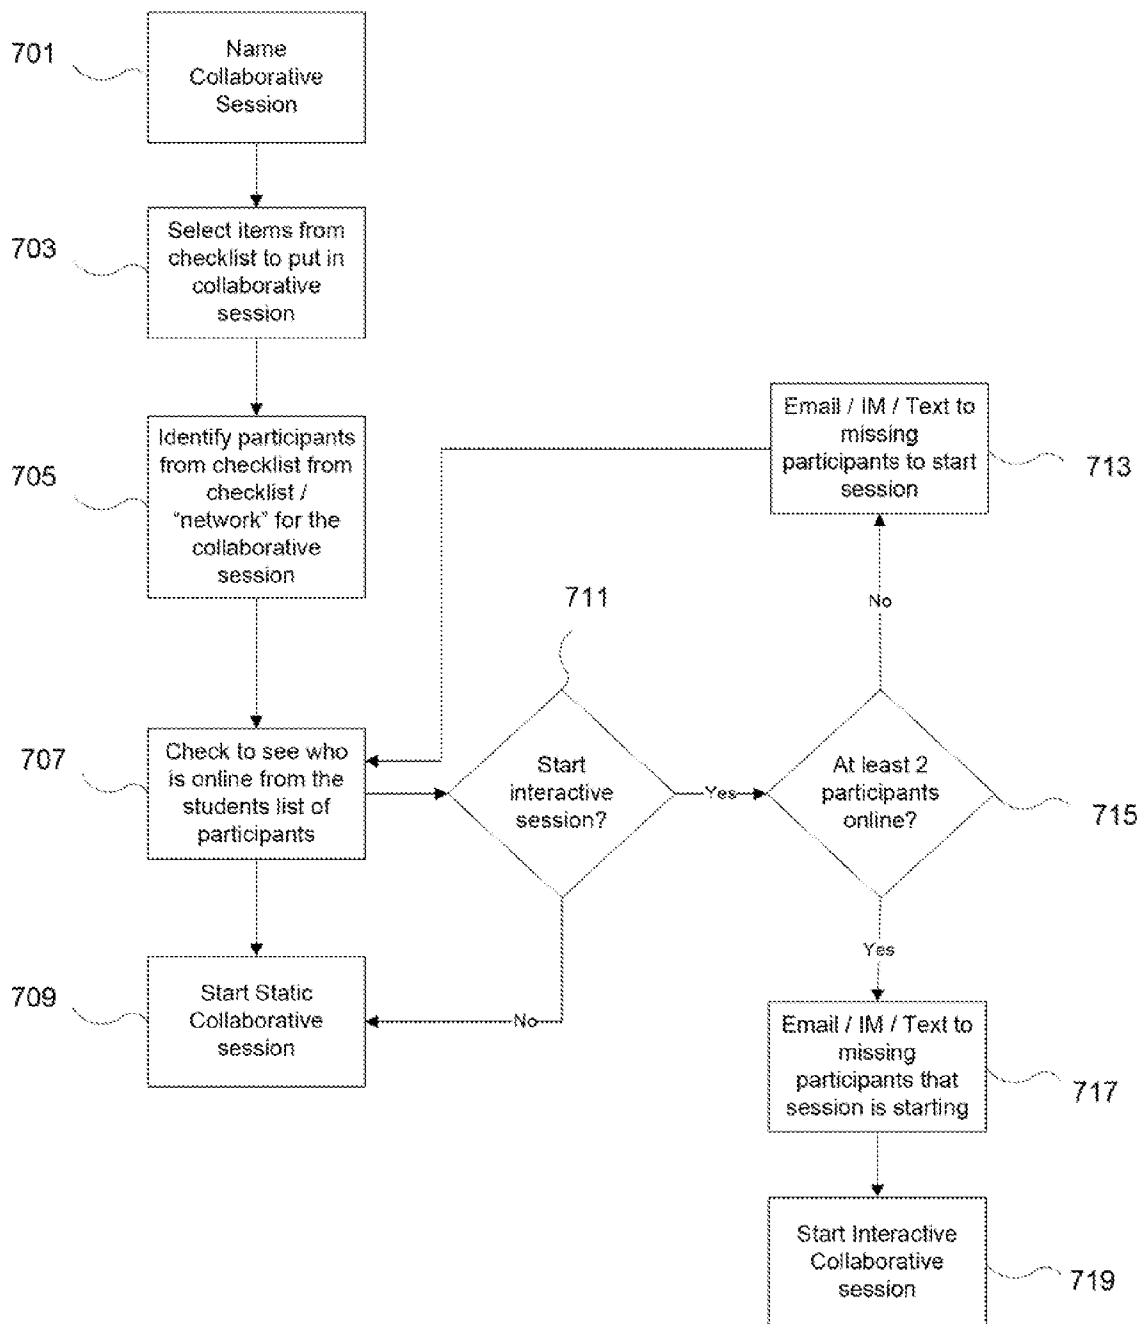 701
Name
Collaborative
Session
703
Select items from
checklist to put in
collaborative
session
705
Identify participants
from checklist from
checklist /
"network" for the
collaborative
session
Email / IM / Text to
missing
participants to start
session
713
No
711
707
Check to see who
is online from the
students list of
participants
Start
interactive
session?
Yes
At least 2
participants
online?
715
No
Yes
709
Start Static
Collaborative
session
Email / IM / Text to
missing
participants that
session is starting
717
Start Interactive
Collaborative
session
719